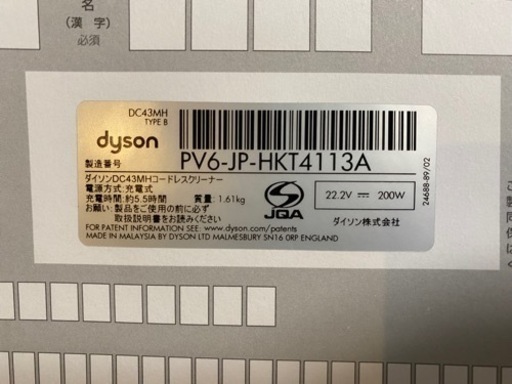 名
(漢 字)
必須
DC43MH
TYPE B
dyson
製造番号
PV6-JP-HKT4113A
ダイソンDC43MHコードレスクリーナー
電源方式:充電式
充電時間:約5.5時間 質量:1.61kg
お願い:製品をご使用の前に必ず
取扱説明書をお読みください
JQA
22.2V 200W
ダイソン株式会社
FOR PATENT INFORMATION SEE: www.dyson.com/patents
MADE IN MALAYSIA BY DYSON LTD MALMESBURY SN16 0RP ENGLAND
24688-89/02